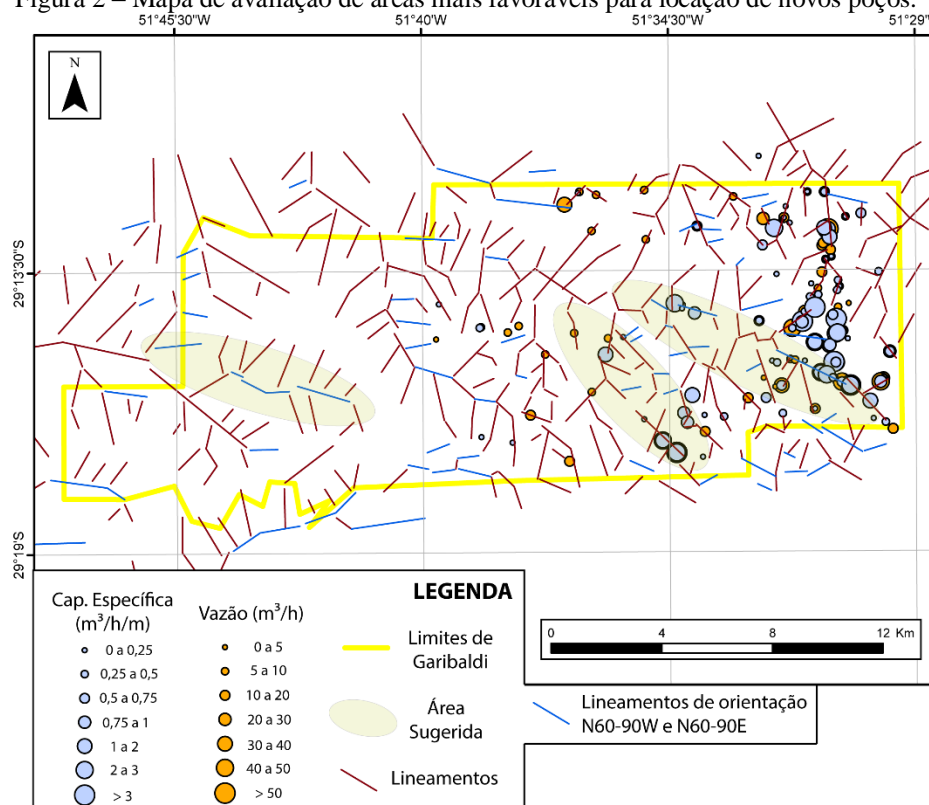 Figura 2 – Mapa de avaliação de áreas mais favoráveis para locação de novos poços.
51°45'30"W
51°40'W
51°34'30"W
51°29'W
N
29°13'30"S
29°19'S
LEGENDA
Cap. Específica
(m³/h/m)
0 a 0,25
0,25 a 0,5
0,5 a 0,75
0,75 a 1
1 a 2
2 a 3
> 3
Vazão (m³/h)
0 a 5
5 a 10
10 a 20
20 a 30
30 a 40
40 a 50
> 50
Limites de
Garibaldi
Área
Sugerida
Lineamentos
Lineamentos de orientação
N60-90W e N60-90E
0 4 8 12 Km